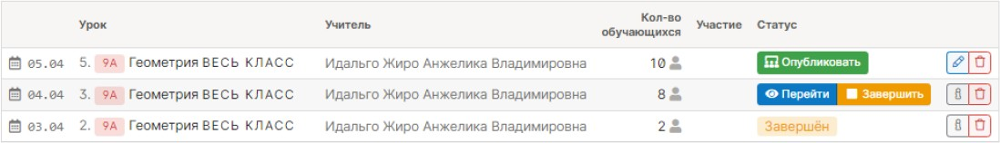 Урок Учитель Кол-во обучающихся Участие Статус
05.04 5. 9А Геометрия ВЕСЬ КЛАСС Идальго Жиро Анжелика Владимировна 10 Опубликовать
04.04 3. 9А Геометрия ВЕСЬ КЛАСС Идальго Жиро Анжелика Владимировна 8 Перейти Завершить
03.04 2. 9А Геометрия ВЕСЬ КЛАСС Идальго Жиро Анжелика Владимировна 2 Завершён